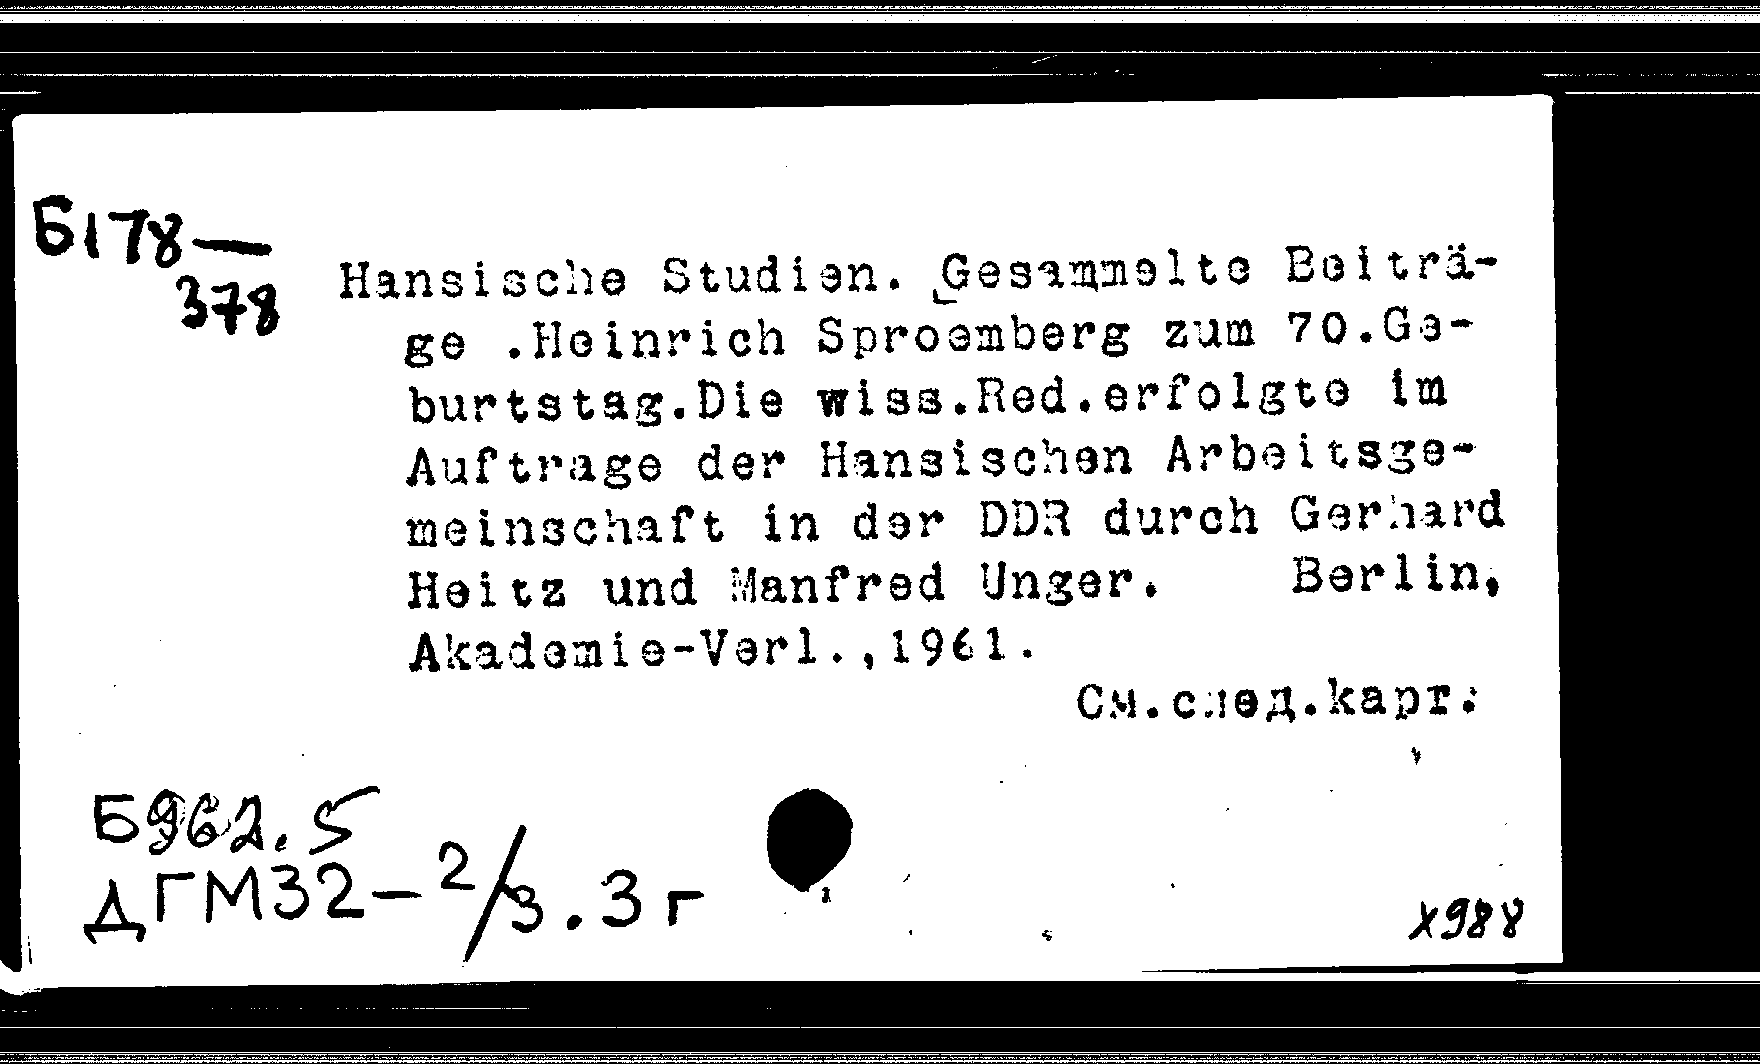 Б178—
378
Hansische Studien. Gesammelte Beiträ-
ge .Heinrich Sproemberg zum 70.Ge-
burtstag.Die wiss.Red.erfolgte im
Auftrage der Hansischen Arbeitsge-
meinschaft in der DDR durch Gerhard
Heitz und Manfred Unger. Berlin,
Akademie-Verl.,1961.
См.след.карт.
Б962.5
ДГМ32-2/3.3г
X988